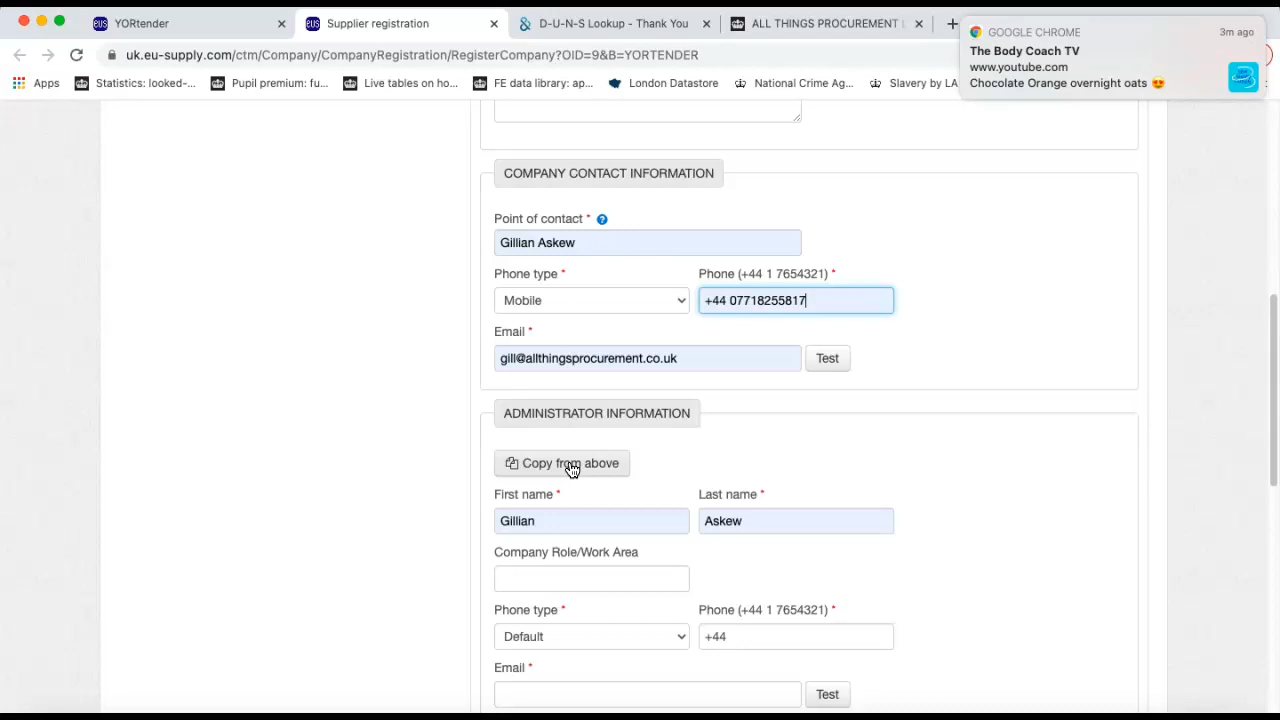 YORtender
Supplier registration
D-U-N-S Lookup - Thank You
ALL THINGS PROCUREMENT L
GOOGLE CHROME 3m ago
The Body Coach TV
www.youtube.com
Chocolate Orange overnight oats 😍
uk.eu-supply.com/ctm/Company/CompanyRegistration/RegisterCompany?OID=9&B=YORTENDER
Apps Statistics: looked-... Pupil premium: fu... Live tables on ho... FE data library: ap... London Datastore National Crime Ag... Slavery by LA
COMPANY CONTACT INFORMATION
Point of contact * ?
Gillian Askew
Phone type * Phone (+44 1 7654321) *
Mobile +44 07718255817
Email *
gill@allthingsprocurement.co.uk Test
ADMINISTRATOR INFORMATION
Copy from above
First name * Last name *
Gillian Askew
Company Role/Work Area
Phone type * Phone (+44 1 7654321) *
Default +44
Email *
Test